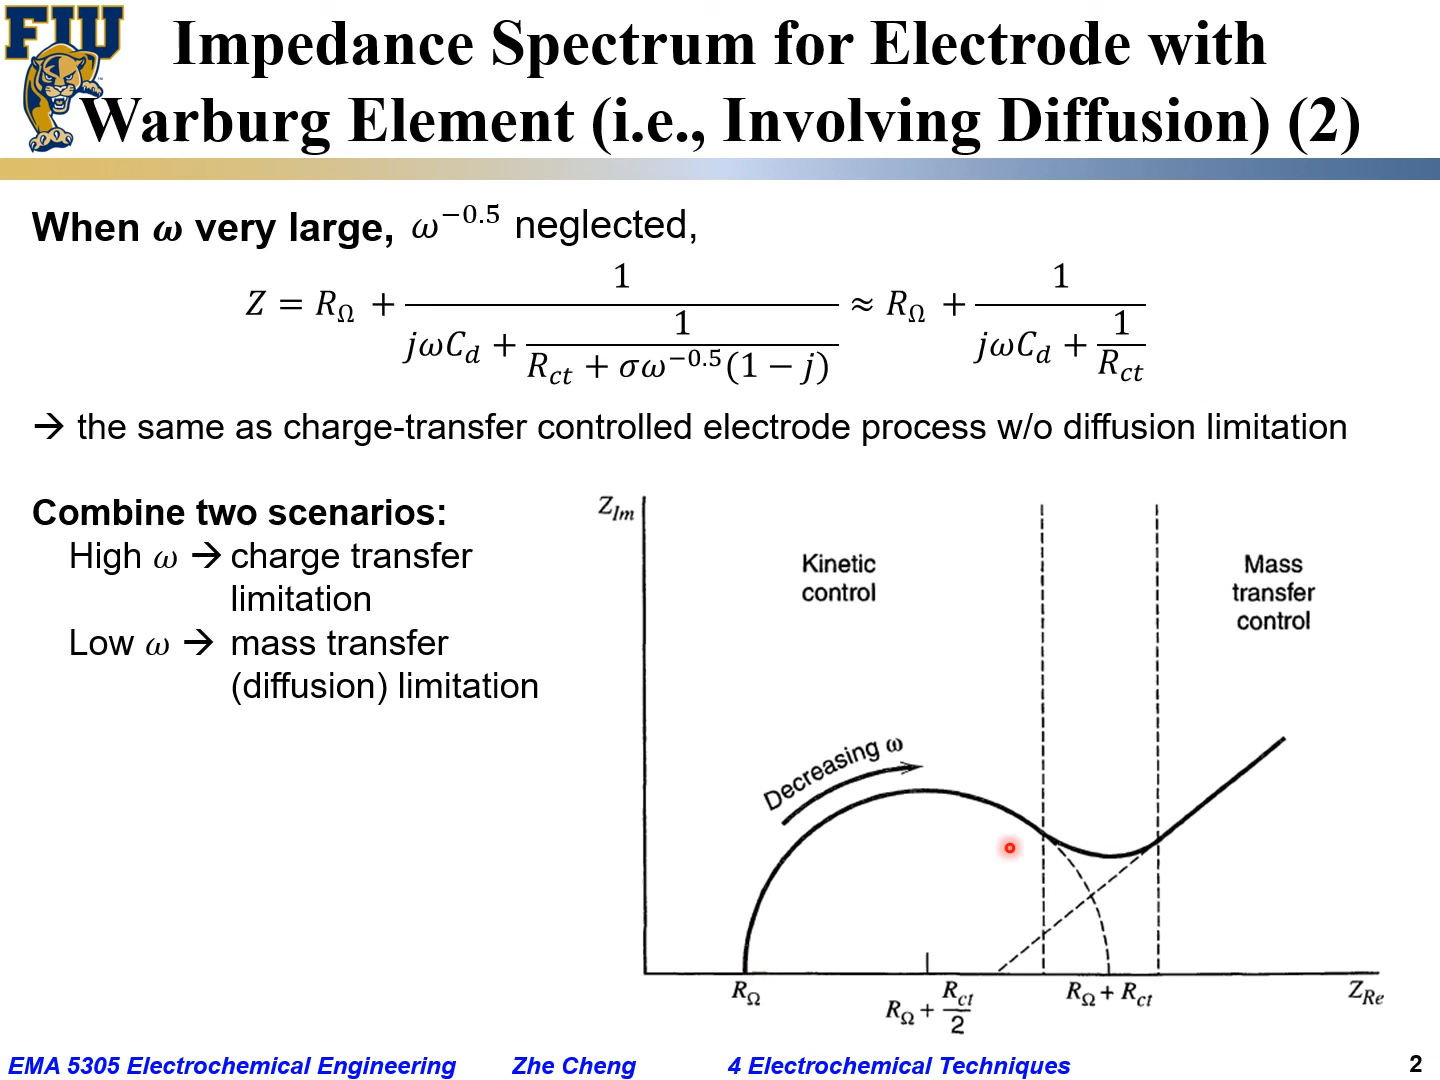 FIU
Impedance Spectrum for Electrode with
Warburg Element (i.e., Involving Diffusion) (2)
When ω very large, ω^−0.5 neglected,
Z = R_Ω + 1/(jωC_d + 1/(R_ct + σω^−0.5(1 − j))) ≈ R_Ω + 1/(jωC_d + 1/R_ct)
→ the same as charge-transfer controlled electrode process w/o diffusion limitation
Combine two scenarios:
High ω → charge transfer
limitation
Low ω → mass transfer
(diffusion) limitation
Z_Im
Kinetic
control
Mass
transfer
control
Decreasing ω
R_Ω
R_Ω + R_ct/2
R_Ω + R_ct
Z_Re
EMA 5305 Electrochemical Engineering Zhe Cheng 4 Electrochemical Techniques 2